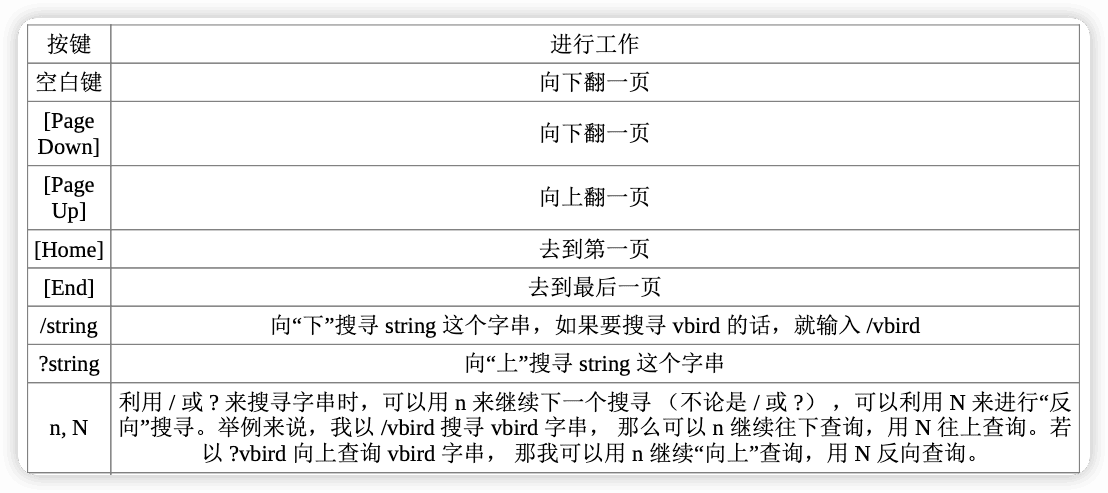 按键 进行工作
空白键 向下翻一页
[Page
Down] 向下翻一页
[Page
Up] 向上翻一页
[Home] 去到第一页
[End] 去到最后一页
/string 向“下”搜寻 string 这个字串，如果要搜寻 vbird 的话，就输入 /vbird
?string 向“上”搜寻 string 这个字串
n, N
利用 / 或 ? 来搜寻字串时，可以用 n 来继续下一个搜寻 （不论是 / 或 ?） ，可以利用 N 来进行“反
向”搜寻。举例来说，我以 /vbird 搜寻 vbird 字串， 那么可以 n 继续往下查询，用 N 往上查询。若
以 ?vbird 向上查询 vbird 字串， 那我可以用 n 继续“向上”查询，用 N 反向查询。